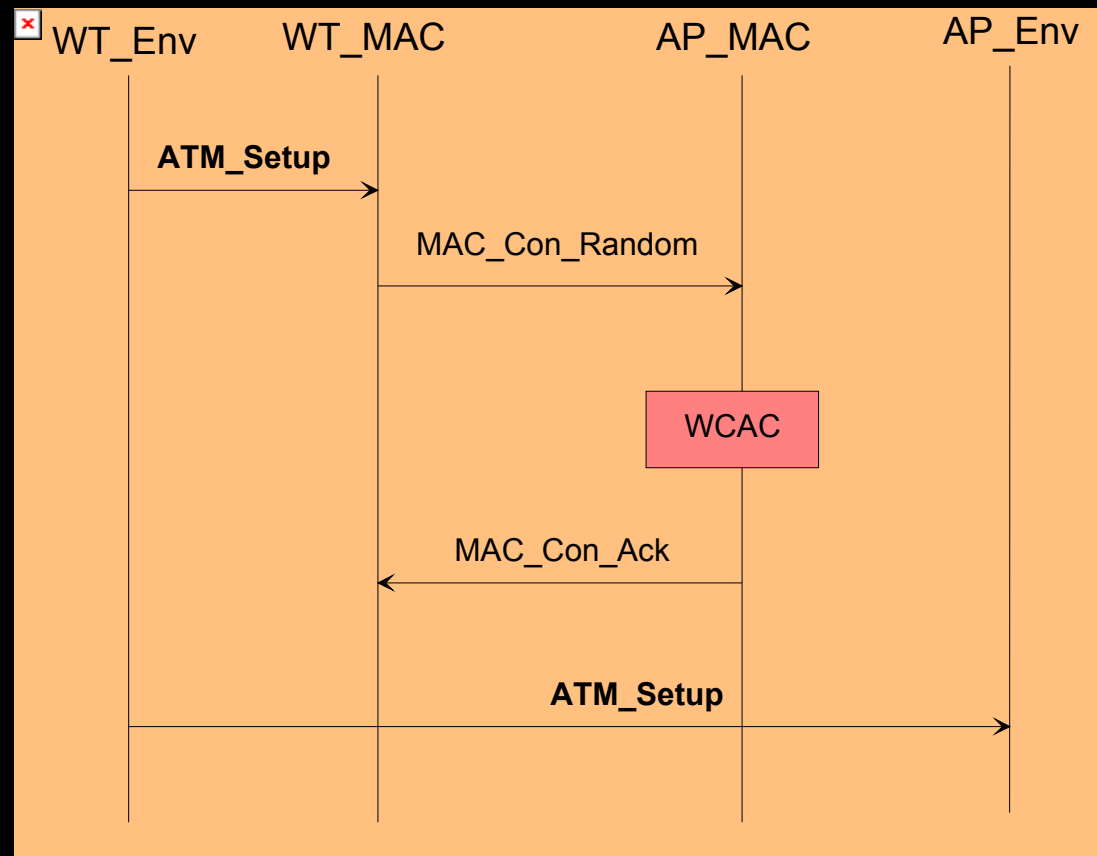 WT_Env
WT_MAC
AP_MAC
AP_Env
ATM_Setup
MAC_Con_Random
WCAC
MAC_Con_Ack
ATM_Setup